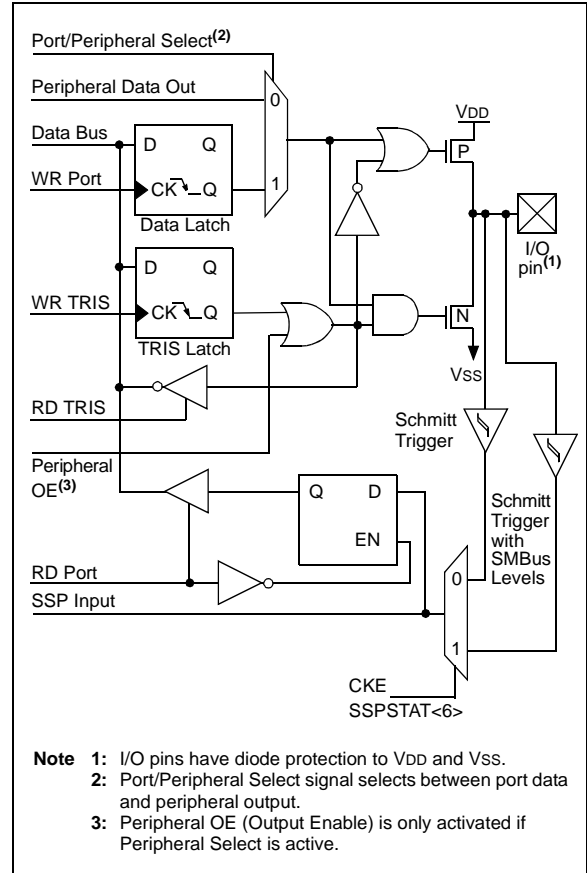 Port/Peripheral Select(2)
Peripheral Data Out
0
VDD
Data Bus
D Q
P
WR Port
CK Q
1
Data Latch
I/O
pin(1)
D Q
WR TRIS
CK Q
N
TRIS Latch
VSS
RD TRIS
Schmitt
Trigger
Peripheral
OE(3)
Q D
EN
Schmitt
Trigger
with
SMBus
Levels
RD Port
0
SSP Input
1
CKE
SSPSTAT<6>
Note 1: I/O pins have diode protection to VDD and VSS.
2: Port/Peripheral Select signal selects between port data
and peripheral output.
3: Peripheral OE (Output Enable) is only activated if
Peripheral Select is active.